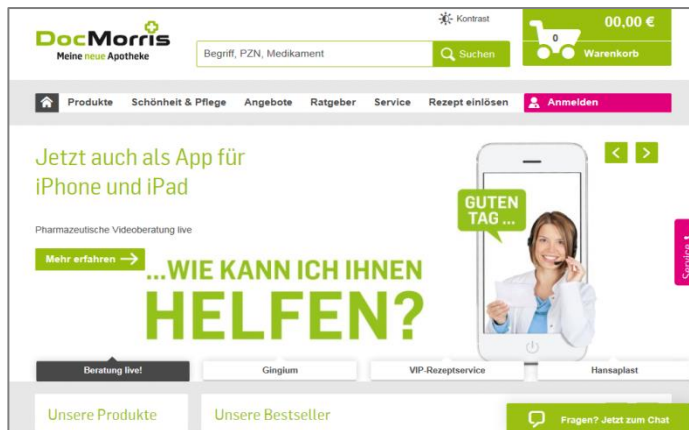 Kontrast
00,00 €
DocMorris
Meine neue Apotheke
Begriff, PZN, Medikament
Suchen
0
Warenkorb
Produkte Schönheit & Pflege Angebote Ratgeber Service Rezept einlösen Anmelden
Jetzt auch als App für
iPhone und iPad
Pharmazeutische Videoberatung live
Mehr erfahren
GUTEN
TAG ...
...WIE KANN ICH IHNEN
HELFEN?
Service
Beratung live! Gingium VIP-Rezeptservice Hansaplast
Unsere Produkte Unsere Bestseller
Fragen? Jetzt zum Chat